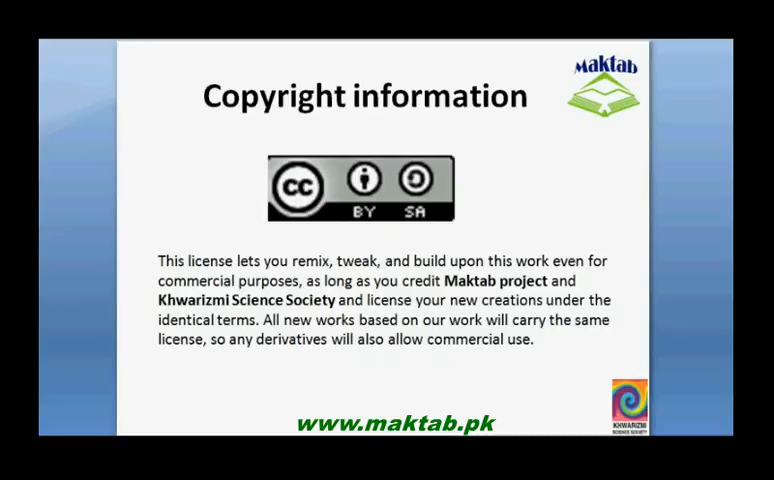 Maktab
Copyright information
cc
BY SA
This license lets you remix, tweak, and build upon this work even for
commercial purposes, as long as you credit Maktab project and
Khwarizmi Science Society and license your new creations under the
identical terms. All new works based on our work will carry the same
license, so any derivatives will also allow commercial use.
KHWARIZMI
SCIENCE SOCIETY
www.maktab.pk